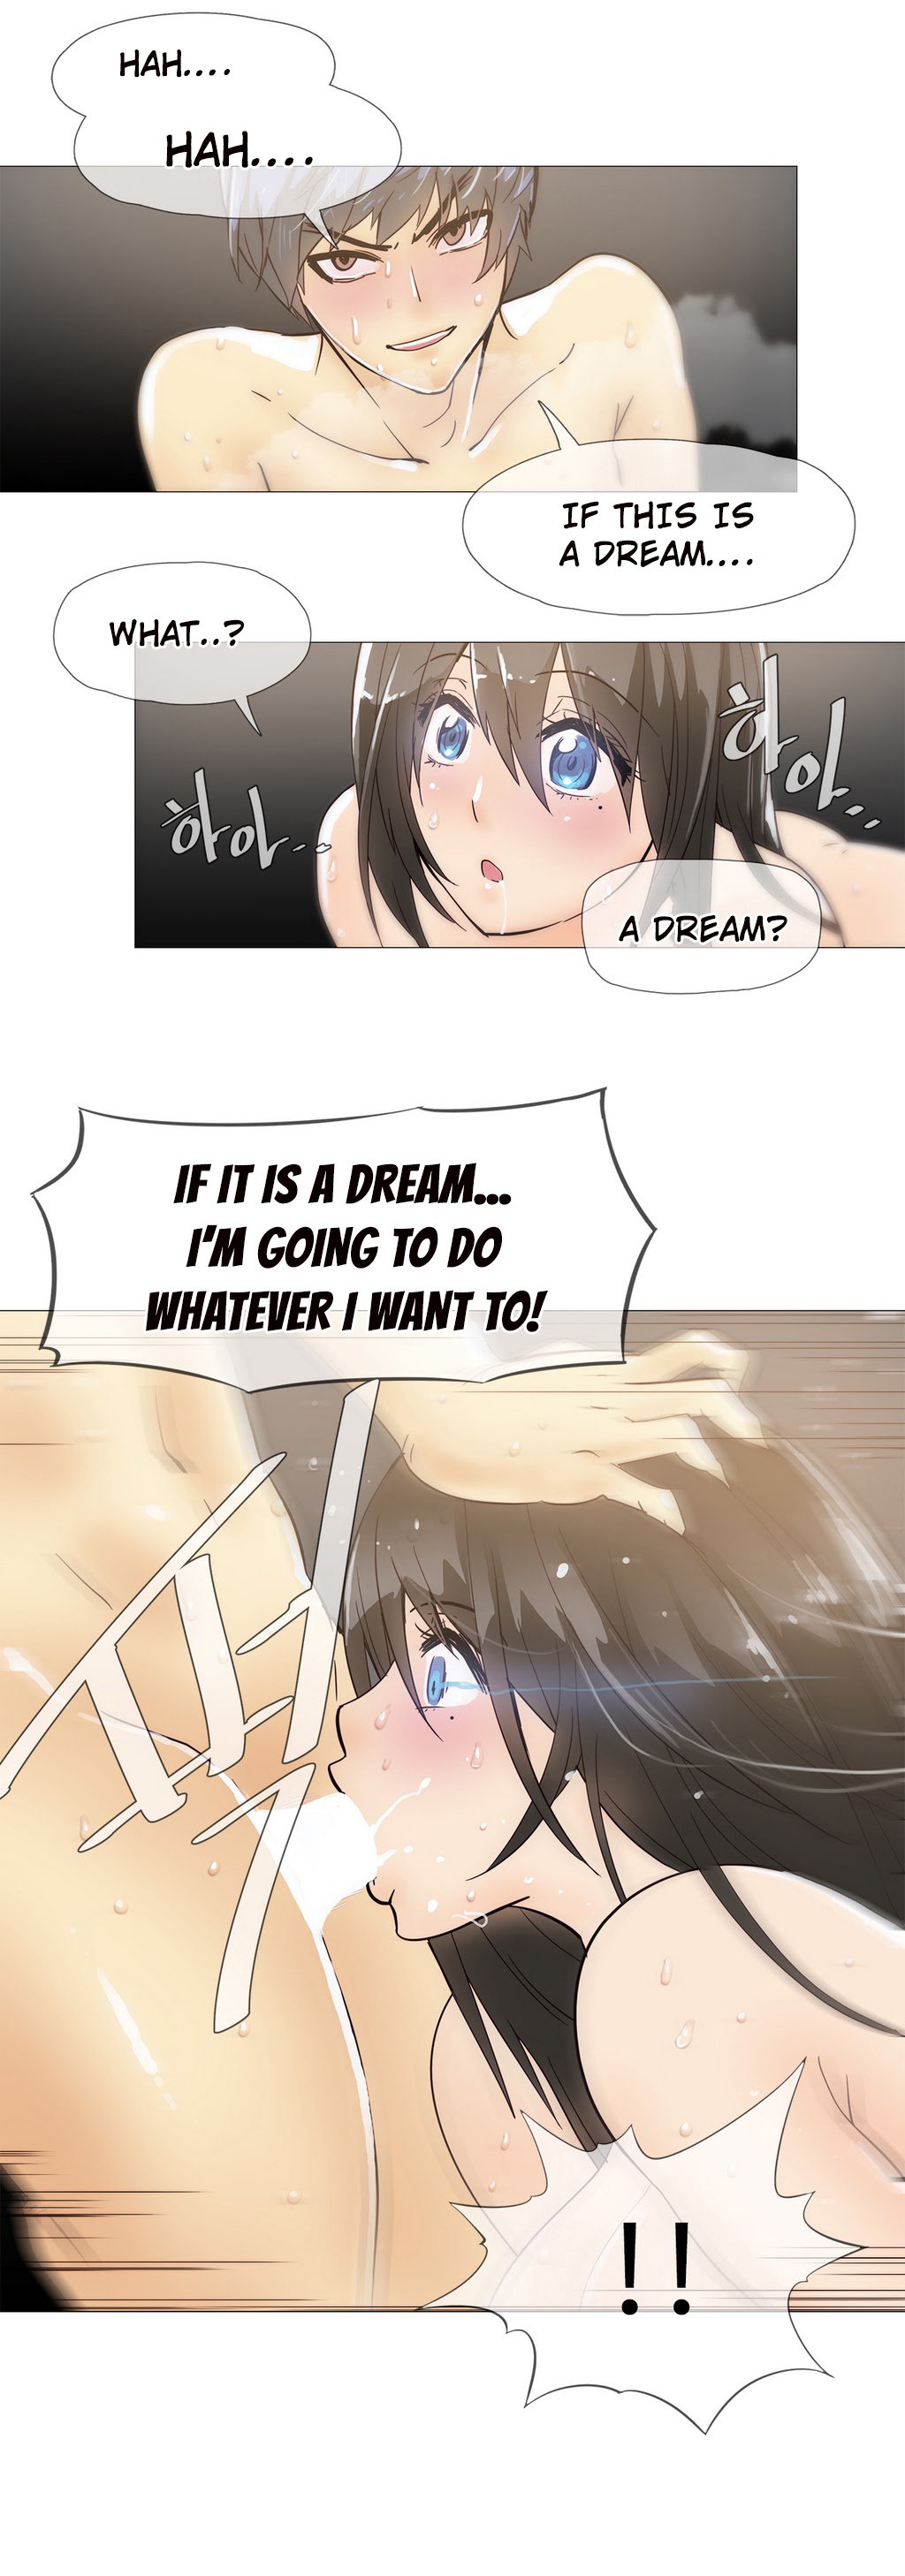 HAH....
HAH....
IF THIS IS
A DREAM....
WHAT..?
하아...
하아..
A DREAM?
IF IT IS A DREAM...
I'M GOING TO DO
WHATEVER I WANT TO!
!!